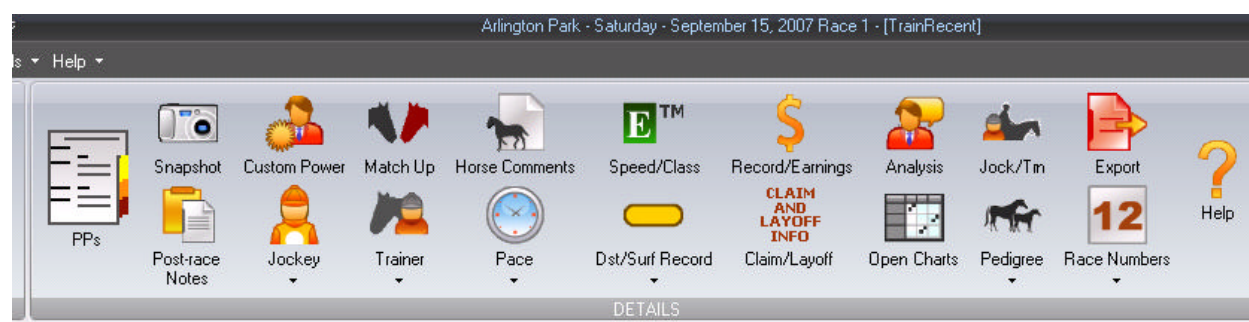 Arlington Park - Saturday - September 15, 2007 Race 1 - [TrainRecent]
ls Help
PPs
Snapshot Custom Power Match Up Horse Comments E™ Speed/Class Record/Earnings Analysis Jock/Trn Export
Help
Post-race
Notes
Jockey Trainer Pace Dst/Surf Record
CLAIM
AND
LAYOFF
INFO
Claim/Layoff Open Charts Pedigree
12
Race Numbers
DETAILS